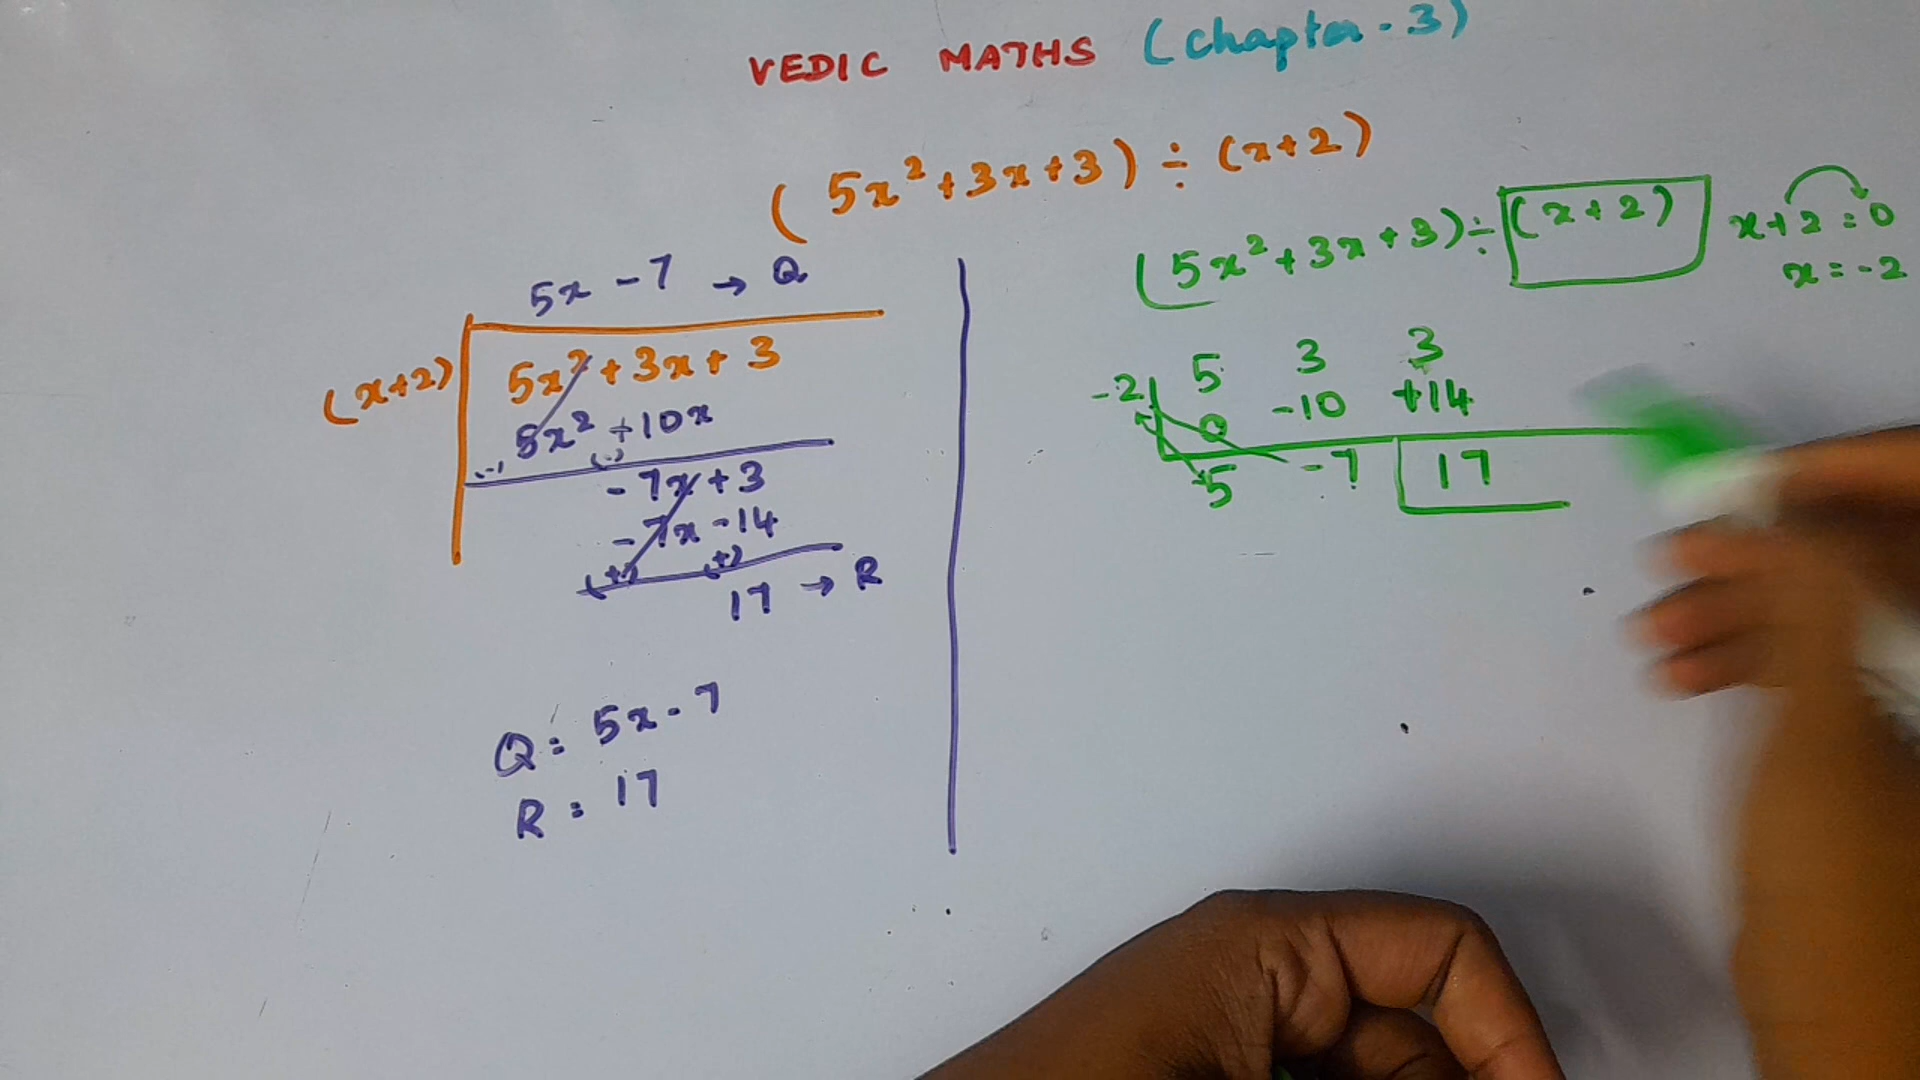 VEDIC MATHS (Chapter - 3)
(5x²+3x+3) ÷ (x+2)
5x - 7 → Q
(x+2) 5x² + 3x + 3
5x² + 10x
(-) (-)
- 7x + 3
- 7x - 14
(+) (+)
17 → R
Q = 5x - 7
R = 17
(5x²+3x+3) ÷ (x+2)
x+2 = 0
x = -2
5 3 3
-2 0 -10 +14
5 -7 17